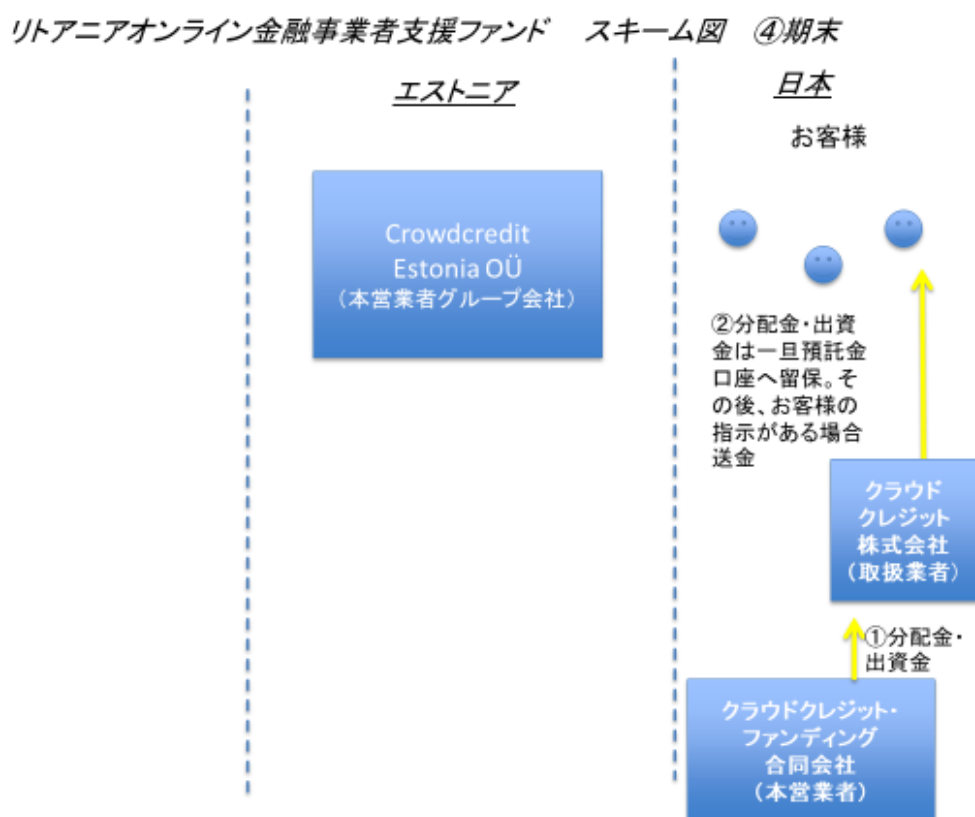 リトアニアオンライン金融事業者支援ファンド　スキーム図　④期末
エストニア
日本
お客様
Crowdcredit
Estonia OÜ
（本営業者グループ会社）
②分配金・出資
金は一旦預託金
口座へ留保。そ
の後、お客様の
指示がある場合
送金
クラウド
クレジット
株式会社
（取扱業者）
①分配金・
出資金
クラウドクレジット・
ファンディング
合同会社
（本営業者）